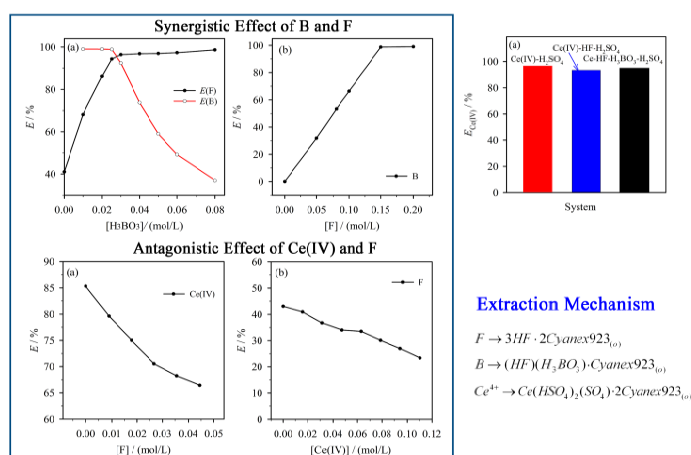 Synergistic Effect of B and F
(a)
E / %
100
80
60
40
E(F)
E(B)
0.00 0.02 0.04 0.06 0.08
[H3BO3]/(mol/L)
(b)
E / %
100
80
60
40
20
0
B
0.00 0.05 0.10 0.15 0.20
[F] / (mol/L)
Antagonistic Effect of Ce(IV) and F
(a)
E / %
90
85
80
75
70
65
60
Ce(IV)
0.00 0.01 0.02 0.03 0.04 0.05
[F] / (mol/L)
(b)
E / %
60
50
40
30
20
10
0
F
0.00 0.02 0.04 0.06 0.08 0.10 0.12
[Ce(IV)] / (mol/L)
(a)
Ce(IV)-HF-H₂SO₄
Ce(IV)-H₂SO₄
Ce-HF-H₃BO₃-H₂SO₄
E Ce(IV) / %
100
80
60
40
20
0
System
Extraction Mechanism
F → 3HF · 2Cyanex923(o)
B → (HF)(H₃BO₃)·Cyanex923(o)
Ce⁴⁺ → Ce(HSO₄)₂(SO₄)·2Cyanex923(o)